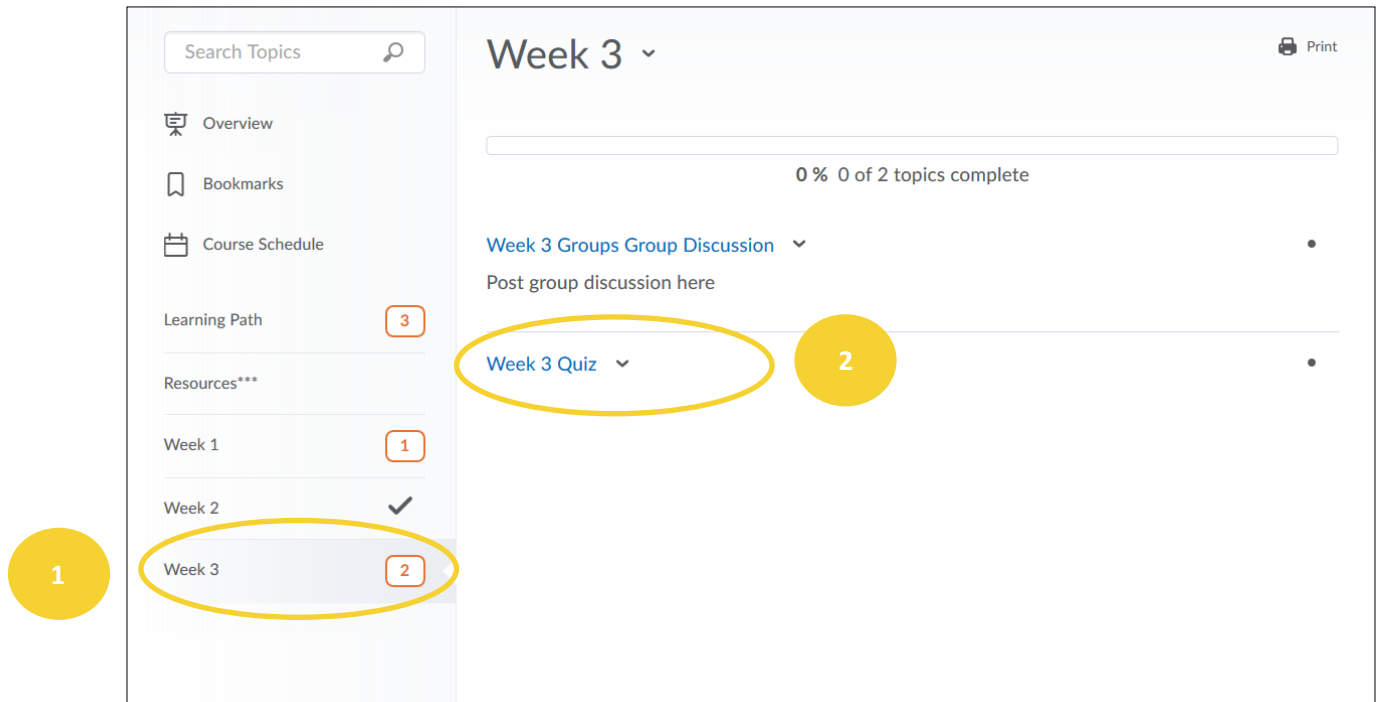 Search Topics
Overview
Bookmarks
Course Schedule
Learning Path 3
Resources***
Week 1 1
Week 2
Week 3 2
1
Week 3
Print
0 % 0 of 2 topics complete
Week 3 Groups Group Discussion
Post group discussion here
Week 3 Quiz
2